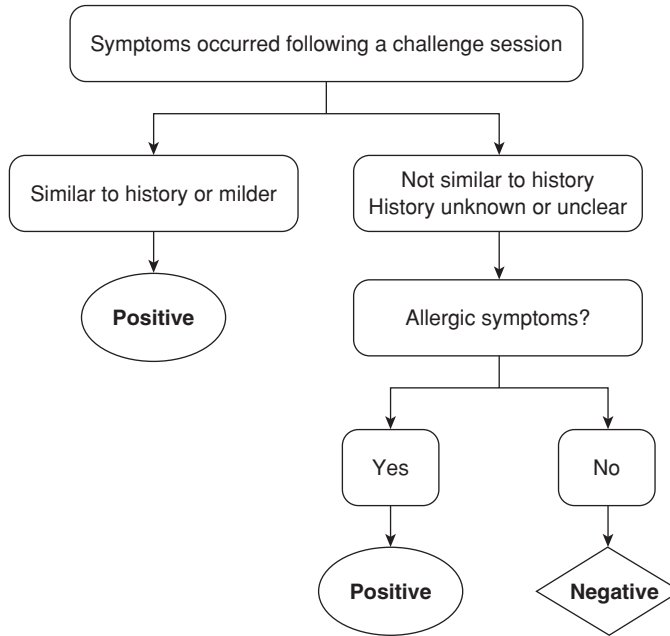 Symptoms occurred following a challenge session
Similar to history or milder
Not similar to history
History unknown or unclear
Positive
Allergic symptoms?
Yes
No
Positive
Negative